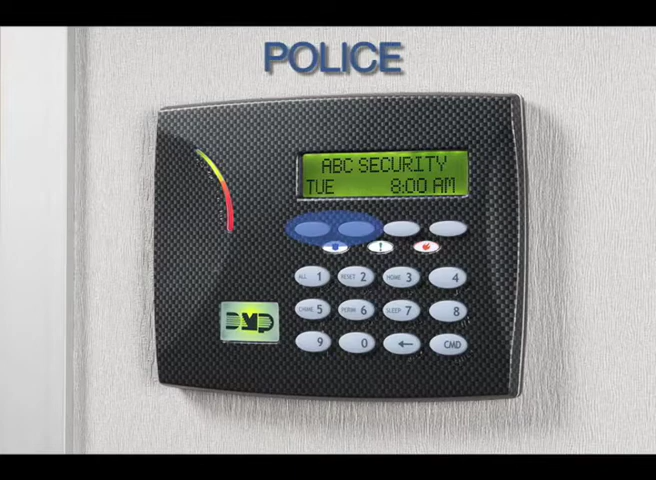 POLICE
ABC SECURITY
TUE 8:00 AM
!
ALL 1 RESET 2 HOME 3 4
CHIME 5 PERIM 6 SLEEP 7 8
9 0 ← CMD
DMP